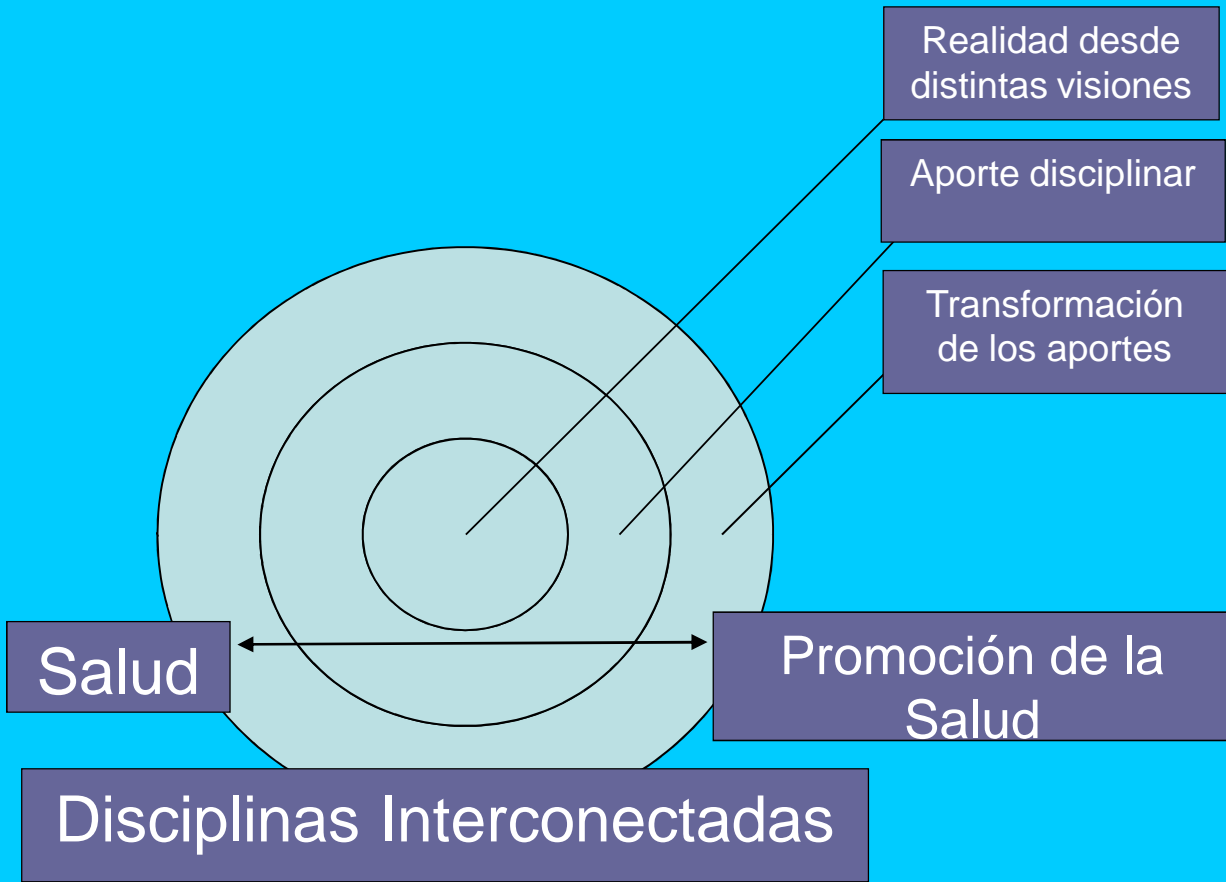 Realidad desde
distintas visiones
Aporte disciplinar
Transformación
de los aportes
Salud
Promoción de la
Salud
Disciplinas Interconectadas